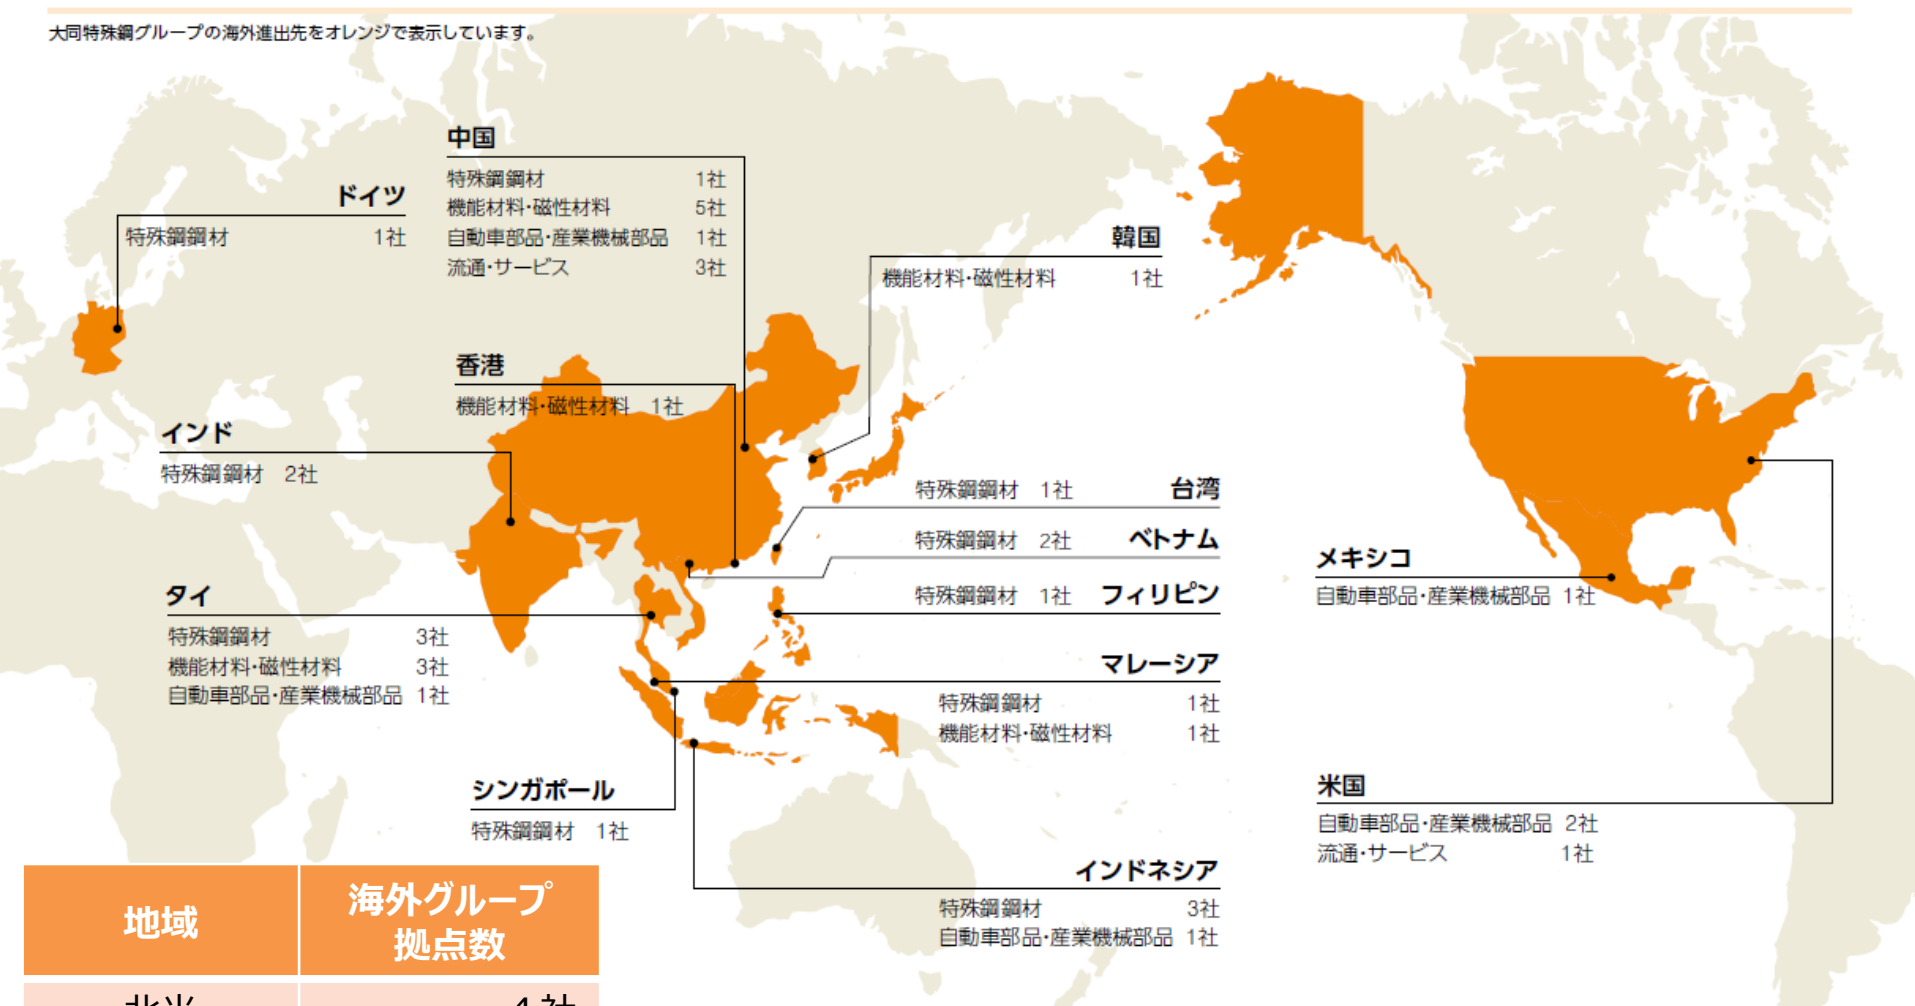 大同特殊鋼グループの海外進出先をオレンジで表示しています。
中国
特殊鋼鋼材 1社
機能材料・磁性材料 5社
自動車部品・産業機械部品 1社
流通・サービス 3社
ドイツ
特殊鋼鋼材 1社
韓国
機能材料・磁性材料 1社
香港
機能材料・磁性材料 1社
インド
特殊鋼鋼材 2社
特殊鋼鋼材 1社 台湾
特殊鋼鋼材 2社 ベトナム
特殊鋼鋼材 1社 フィリピン
メキシコ
自動車部品・産業機械部品 1社
タイ
特殊鋼鋼材 3社
機能材料・磁性材料 3社
自動車部品・産業機械部品 1社
マレーシア
特殊鋼鋼材 1社
機能材料・磁性材料 1社
シンガポール
特殊鋼鋼材 1社
米国
自動車部品・産業機械部品 2社
流通・サービス 1社
インドネシア
特殊鋼鋼材 3社
自動車部品・産業機械部品 1社
地域 海外グループ
拠点数
北米 4社